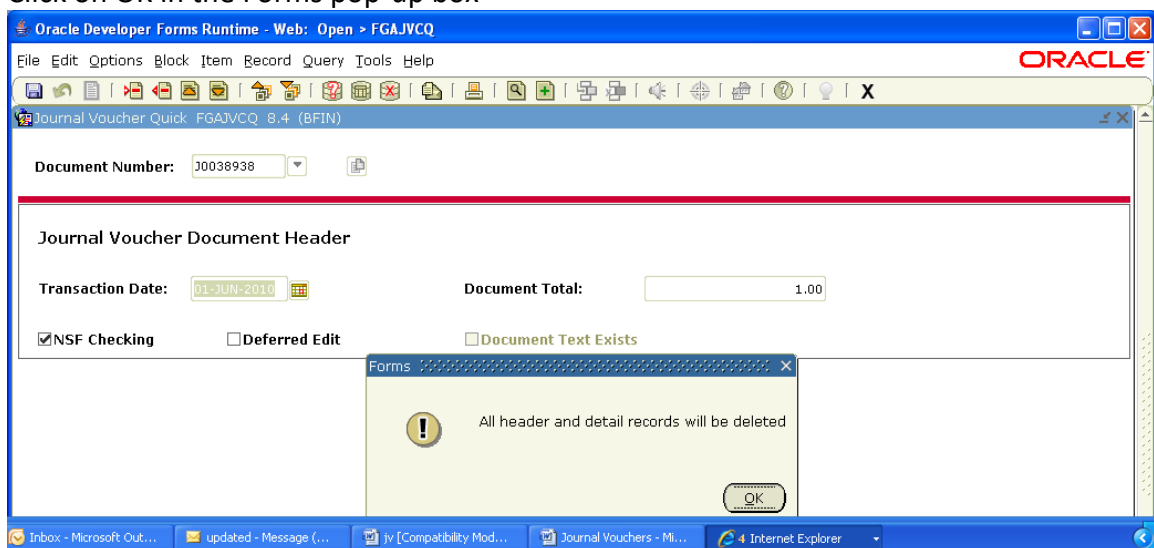 Click on OK in the Forms pop-up box
Oracle Developer Forms Runtime - Web: Open > FGAJVCQ
File Edit Options Block Item Record Query Tools Help
ORACLE
X
Journal Voucher Quick FGAJVCQ 8.4 (BFIN)
Document Number: J0038938
Journal Voucher Document Header
Transaction Date: 01-JUN-2010 Document Total: 1.00
NSF Checking Deferred Edit Document Text Exists
Forms
All header and detail records will be deleted
OK
Inbox - Microsoft Out... updated - Message (... jv [Compatibility Mod... Journal Vouchers - Mi... 4 Internet Explorer